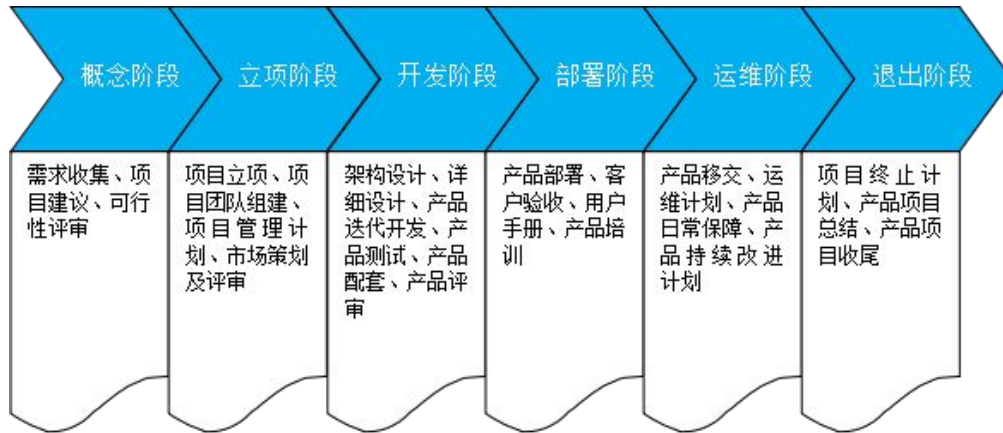 概念阶段
立项阶段
开发阶段
部署阶段
运维阶段
退出阶段
需求收集、项
目建议、可行
性评审
项目立项、项
目团队组建、
项目管理计
划、市场策划
及评审
架构设计、详
细设计、产品
迭代开发、产
品测试、产品
配套、产品评
审
产品部署、客
户验收、用户
手册、产品培
训
产品移交、运
维计划、产品
日常保障、产
品持续改进
计划
项目终止计
划、产品项目
总结、产品项
目收尾